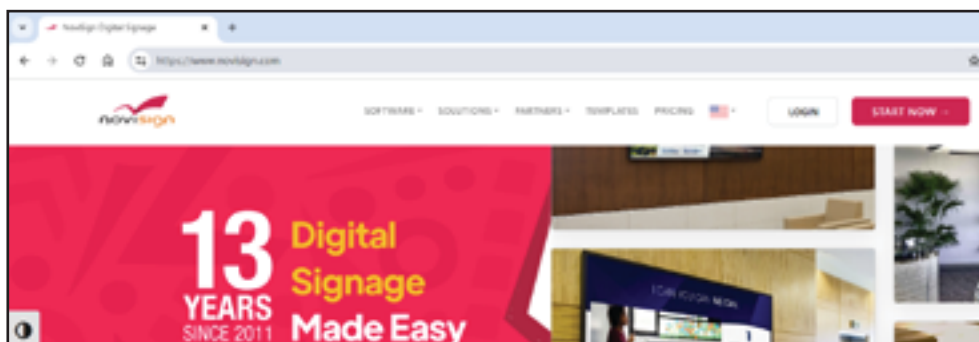 NoviSign Digital Signage
https://www.novisign.com
novisign
SOFTWARE SOLUTIONS PARTNERS TEMPLATES PRICING LOGIN START NOW →
13
YEARS
SINCE 2011
Digital
Signage
Made Easy